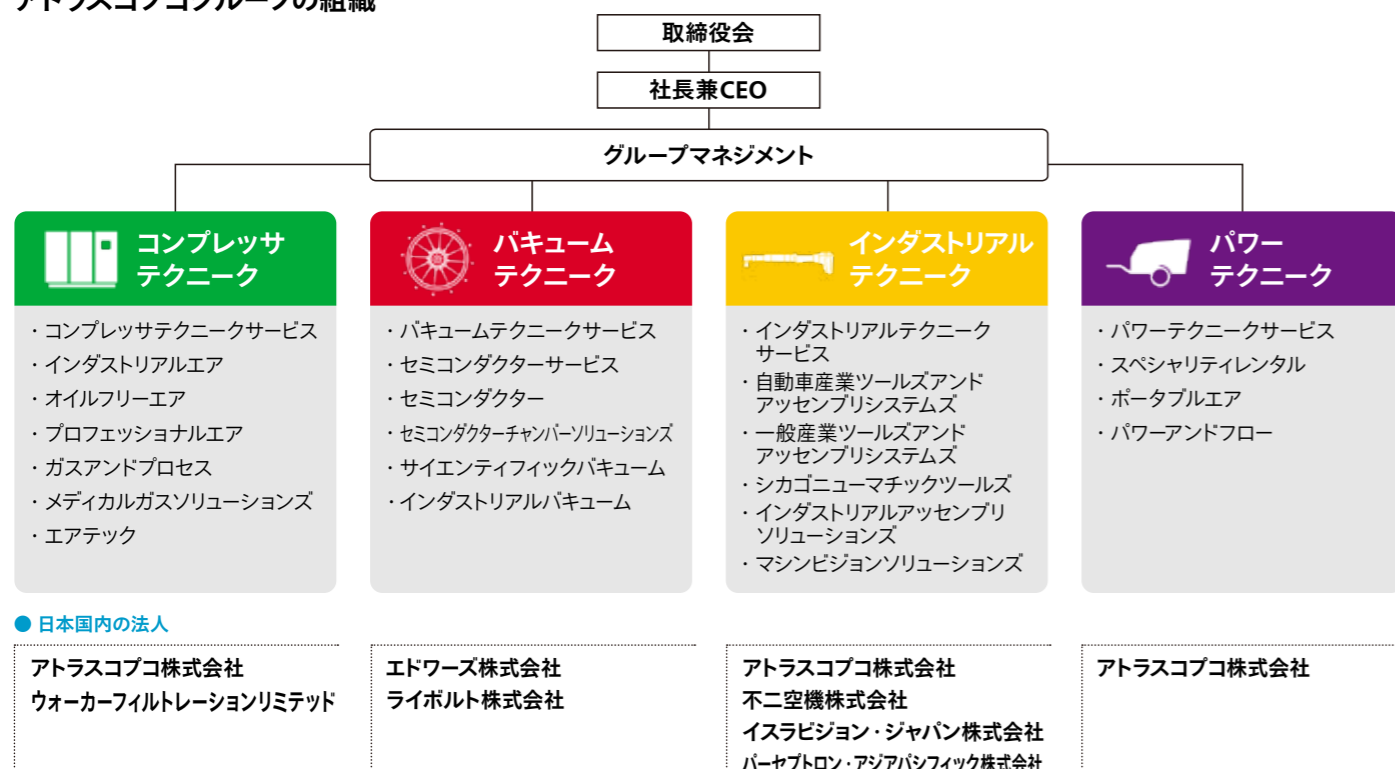 アトラスコプコグループの組織
取締役会
社長兼CEO
グループマネジメント
コンプレッサ
テクニーク
・コンプレッサテクニークサービス
・インダストリアルエア
・オイルフリーエア
・プロフェッショナルエア
・ガスアンドプロセス
・メディカルガスソリューションズ
・エアテック
バキューム
テクニーク
・バキュームテクニークサービス
・セミコンダクターサービス
・セミコンダクター
・セミコンダクターチャンバーソリューションズ
・サイエンティフィックバキューム
・インダストリアルバキューム
インダストリアル
テクニーク
・インダストリアルテクニーク
サービス
・自動車産業ツールズアンド
アッセンブリシステムズ
・一般産業ツールズアンド
アッセンブリシステムズ
・シカゴニューマチックツールズ
・インダストリアルアッセンブリ
ソリューションズ
・マシンビジョンソリューションズ
パワー
テクニーク
・パワーテクニークサービス
・スペシャリティレンタル
・ポータブルエア
・パワーアンドフロー
● 日本国内の法人
アトラスコプコ株式会社
ウォーカーフィルトレーションリミテッド
エドワーズ株式会社
ライボルト株式会社
アトラスコプコ株式会社
不二空機株式会社
イスラビジョン・ジャパン株式会社
パーセプトロン・アジアパシフィック株式会社
アトラスコプコ株式会社